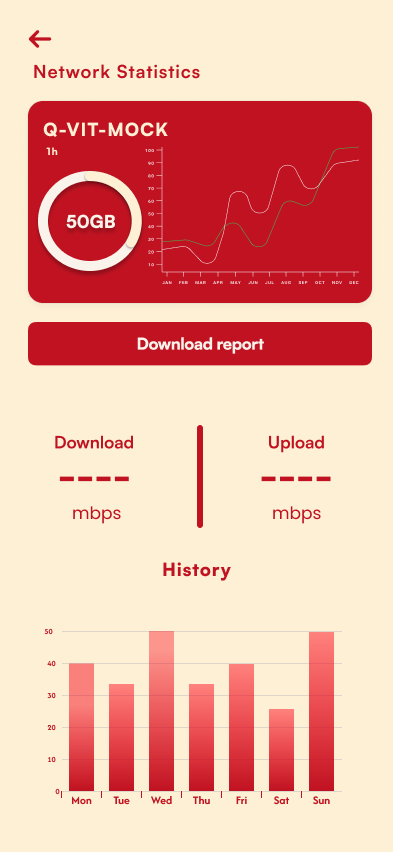 Network Statistics
Q-VIT-MOCK
1h
50GB
100
90
80
70
60
50
40
30
20
10
JAN FEB MAR APR MAY JUN JUL AUG SEP OCT NOV DEC
Download report
Download Upload
---- ----
mbps mbps
History
50
40
30
20
10
0
Mon Tue Wed Thu Fri Sat Sun